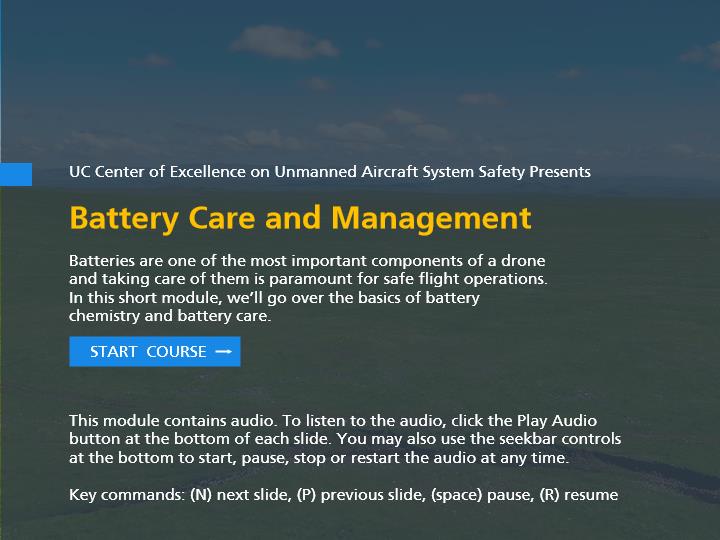 UC Center of Excellence on Unmanned Aircraft System Safety Presents
Battery Care and Management
Batteries are one of the most important components of a drone
and taking care of them is paramount for safe flight operations.
In this short module, we’ll go over the basics of battery
chemistry and battery care.
START COURSE
This module contains audio. To listen to the audio, click the Play Audio
button at the bottom of each slide. You may also use the seekbar controls
at the bottom to start, pause, stop or restart the audio at any time.
Key commands: (N) next slide, (P) previous slide, (space) pause, (R) resume